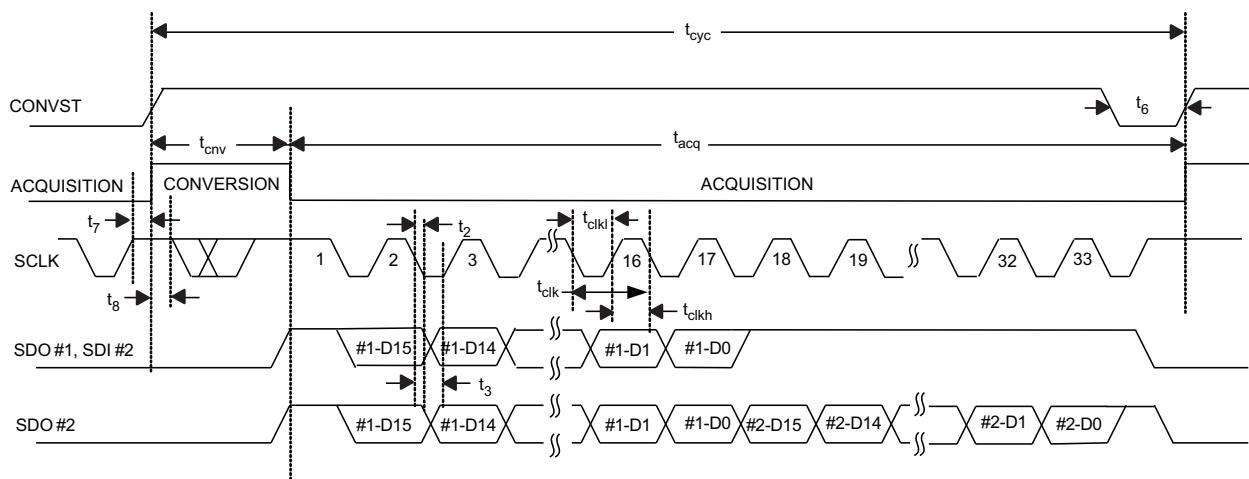 tcyc
CONVST
t6
tcnv
tacq
ACQUISITION
CONVERSION
ACQUISITION
t7
t2
tclkl
SCLK
1
2
3
16
17
18
19
32
33
t8
tclk
tclkh
SDO #1, SDI #2
#1-D15
#1-D14
#1-D1
#1-D0
t3
SDO #2
#1-D15
#1-D14
#1-D1
#1-D0
#2-D15
#2-D14
#2-D1
#2-D0